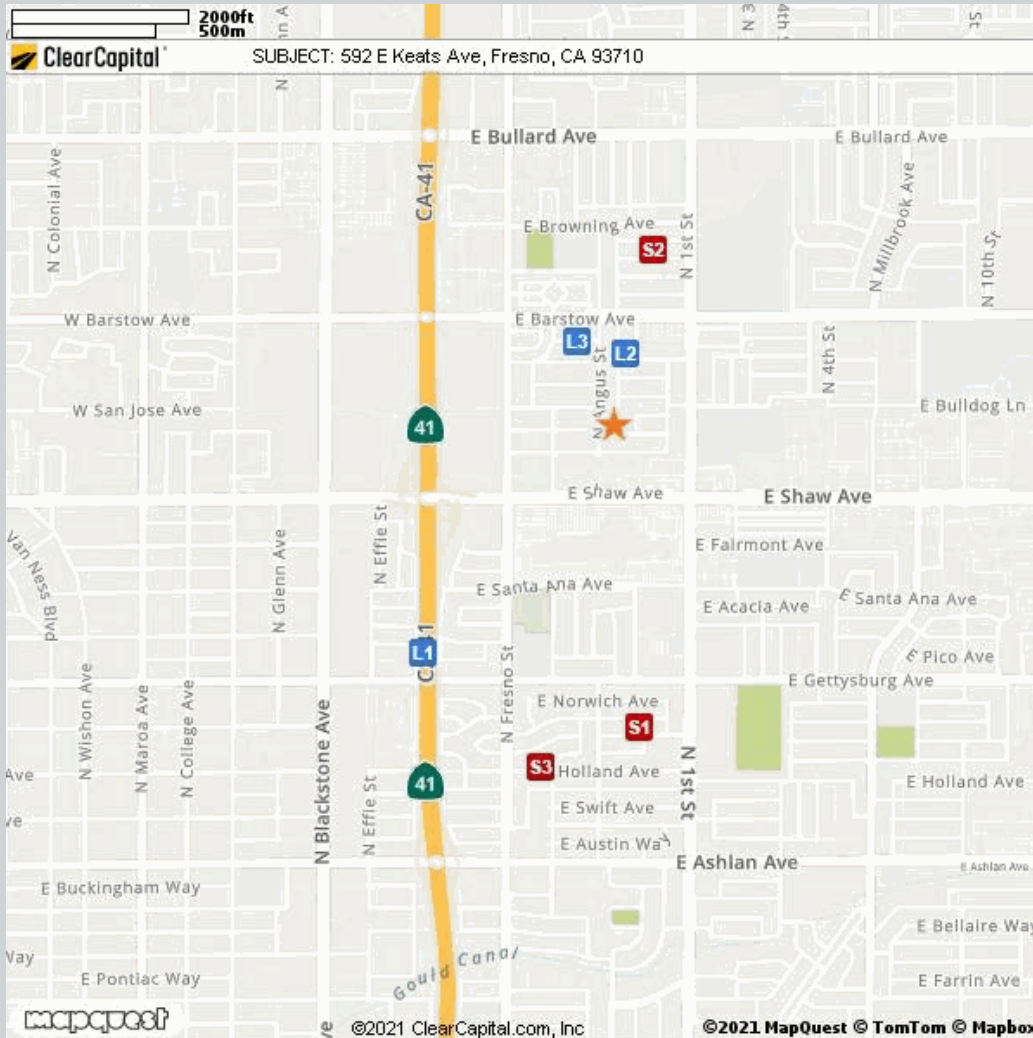 2000ft
500m
ClearCapital
SUBJECT: 592 E Keats Ave, Fresno, CA 93710
E Bullard Ave
E Bullard Ave
CA-41
N Colonial Ave
N Millbrook Ave
E Browning Ave
S2
N 1st St
N 10th St
W Barstow Ave
E Barstow Ave
L3
L2
N Angus St
N 4th St
W San Jose Ave
E Bulldog Ln
41
E Shaw Ave
E Shaw Ave
Van Ness Blvd
N Glenn Ave
N Effie St
E Fairmont Ave
E Santa Ana Ave
E Santa Ana Ave
E Acacia Ave
L1
E Pico Ave
N Fresno St
E Gettysburg Ave
N Wishon Ave
N Maroa Ave
N College Ave
N Blackstone Ave
E Norwich Ave
S1
N 1st St
S3
Holland Ave
41
Ave
N Effie St
E Holland Ave
E Swift Ave
ve
E Austin Way
E Ashlan Ave
E Ashlan Ave
E Buckingham Way
E Bellaire Way
Way
Gould Canal
E Pontiac Way
E Farrin Ave
mapquest
ve
©2021 ClearCapital.com, Inc
©2021 MapQuest © TomTom © Mapbox